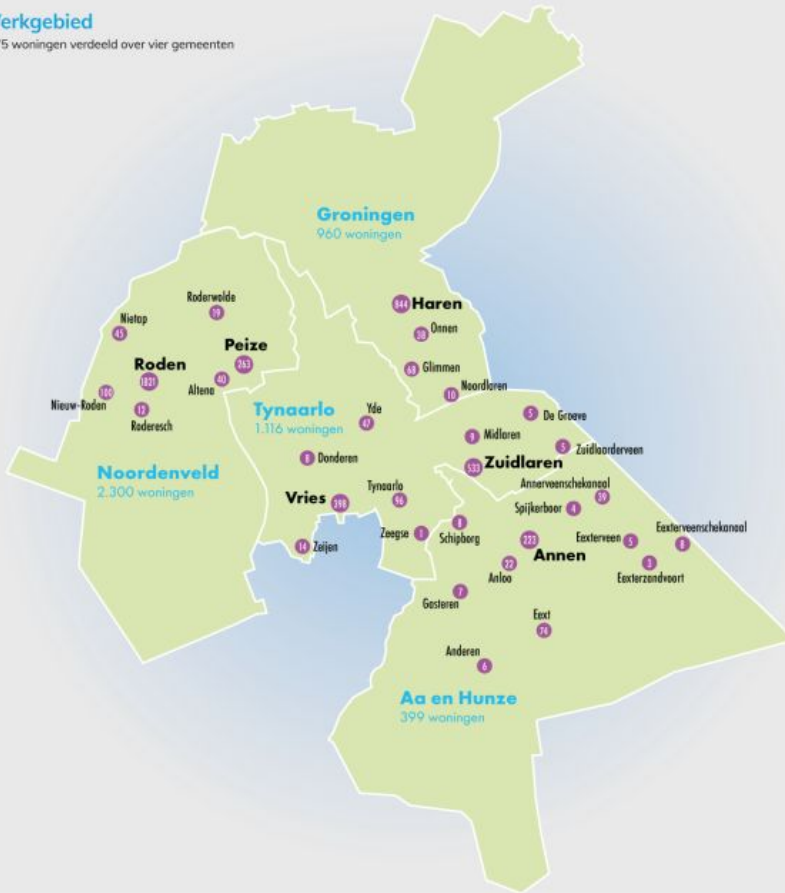 erkgebied
75 woningen verdeeld over vier gemeenten
Groningen
960 woningen
844 Haren
38 Onnen
68 Glimmen
Noordlaren
10
Roderwolde
19
Nietap
45
Peize
263
Roden
1821
Altena 40
100
Nieuw-Roden
12
Roderesch
Noordenveld
2.300 woningen
Tynaarlo
1.116 woningen
Yde
47
8 Donderen
Tynaarlo
96
Vries 398
Zeegse 1
14 Zeijen
5 De Groeve
9 Midlaren
5 Zuidlaarderveen
533 Zuidlaren
Annerveenschekanaal
39
Spijkerboor 4
8
Schipborg
223
Annen
Eexterveen 5
Eexterveenschekanaal
8
3
Eexterzandvoort
22
Anloo
7
Gasteren
Eext
74
Anderen
6
Aa en Hunze
399 woningen